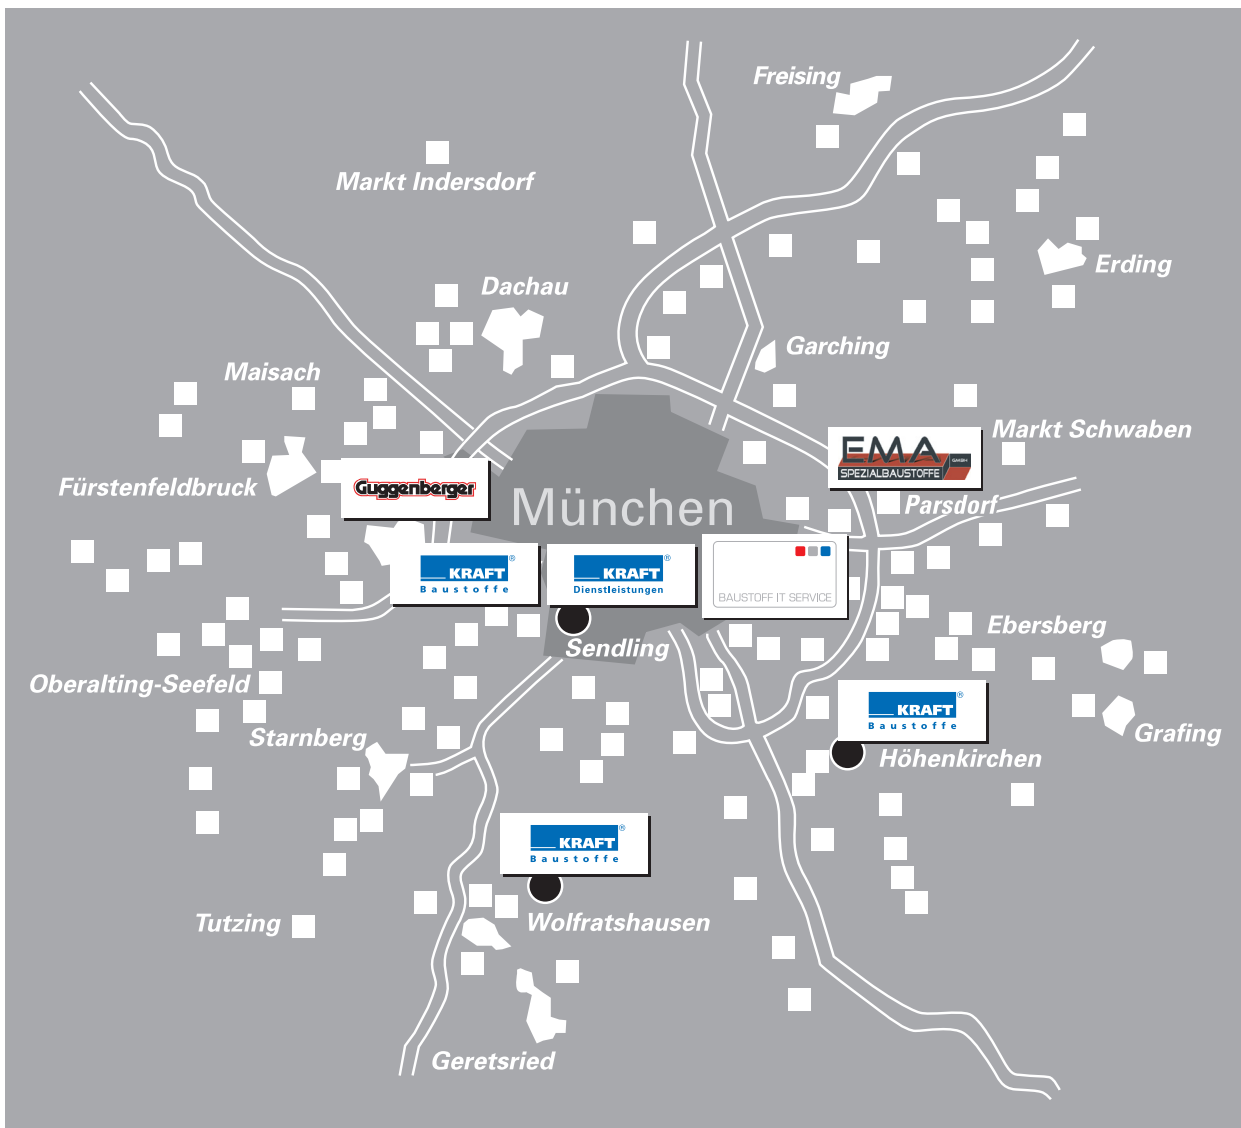 Freising
Markt Indersdorf
Erding
Dachau
Garching
Maisach
EMA
GMBH
SPEZIALBAUSTOFFE
Markt Schwaben
Fürstenfeldbruck
Guggenberger
München
Parsdorf
KRAFT®
Baustoffe
KRAFT®
Dienstleistungen
BAUSTOFF IT SERVICE
Sendling
Ebersberg
Oberalting-Seefeld
KRAFT®
Baustoffe
Starnberg
Grafing
Höhenkirchen
KRAFT®
Baustoffe
Tutzing
Wolfratshausen
Geretsried